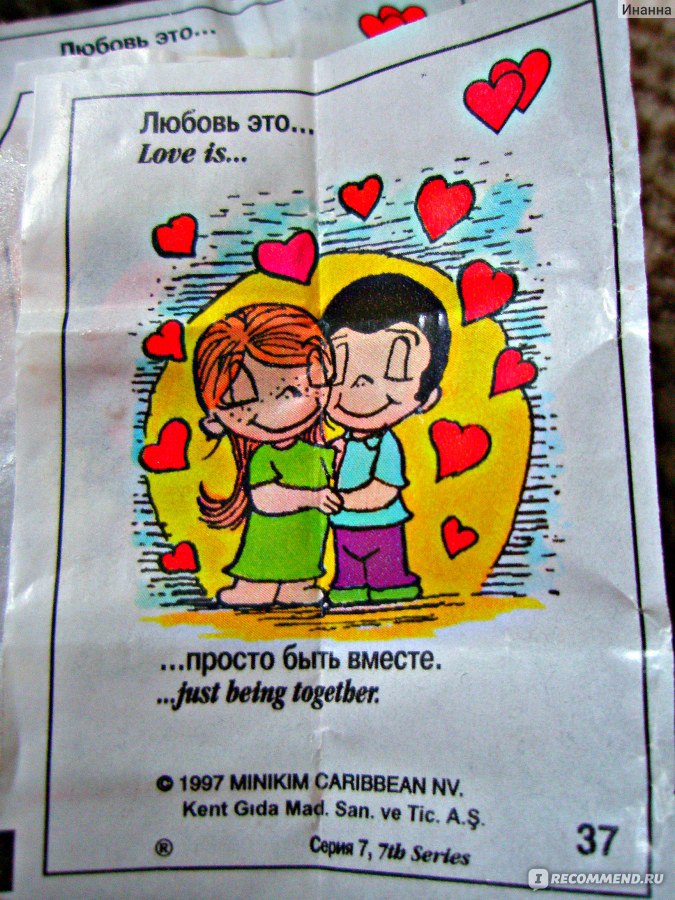 Инанна
Любовь это...
Любовь это...
Love is...
...просто быть вместе.
...just being together.
© 1997 MINIKIM CARIBBEAN NV.
Kent Gıda Mad. San. ve Tic. A.Ş.
® Серия 7, 7th Series 37
I RECOMMEND.RU